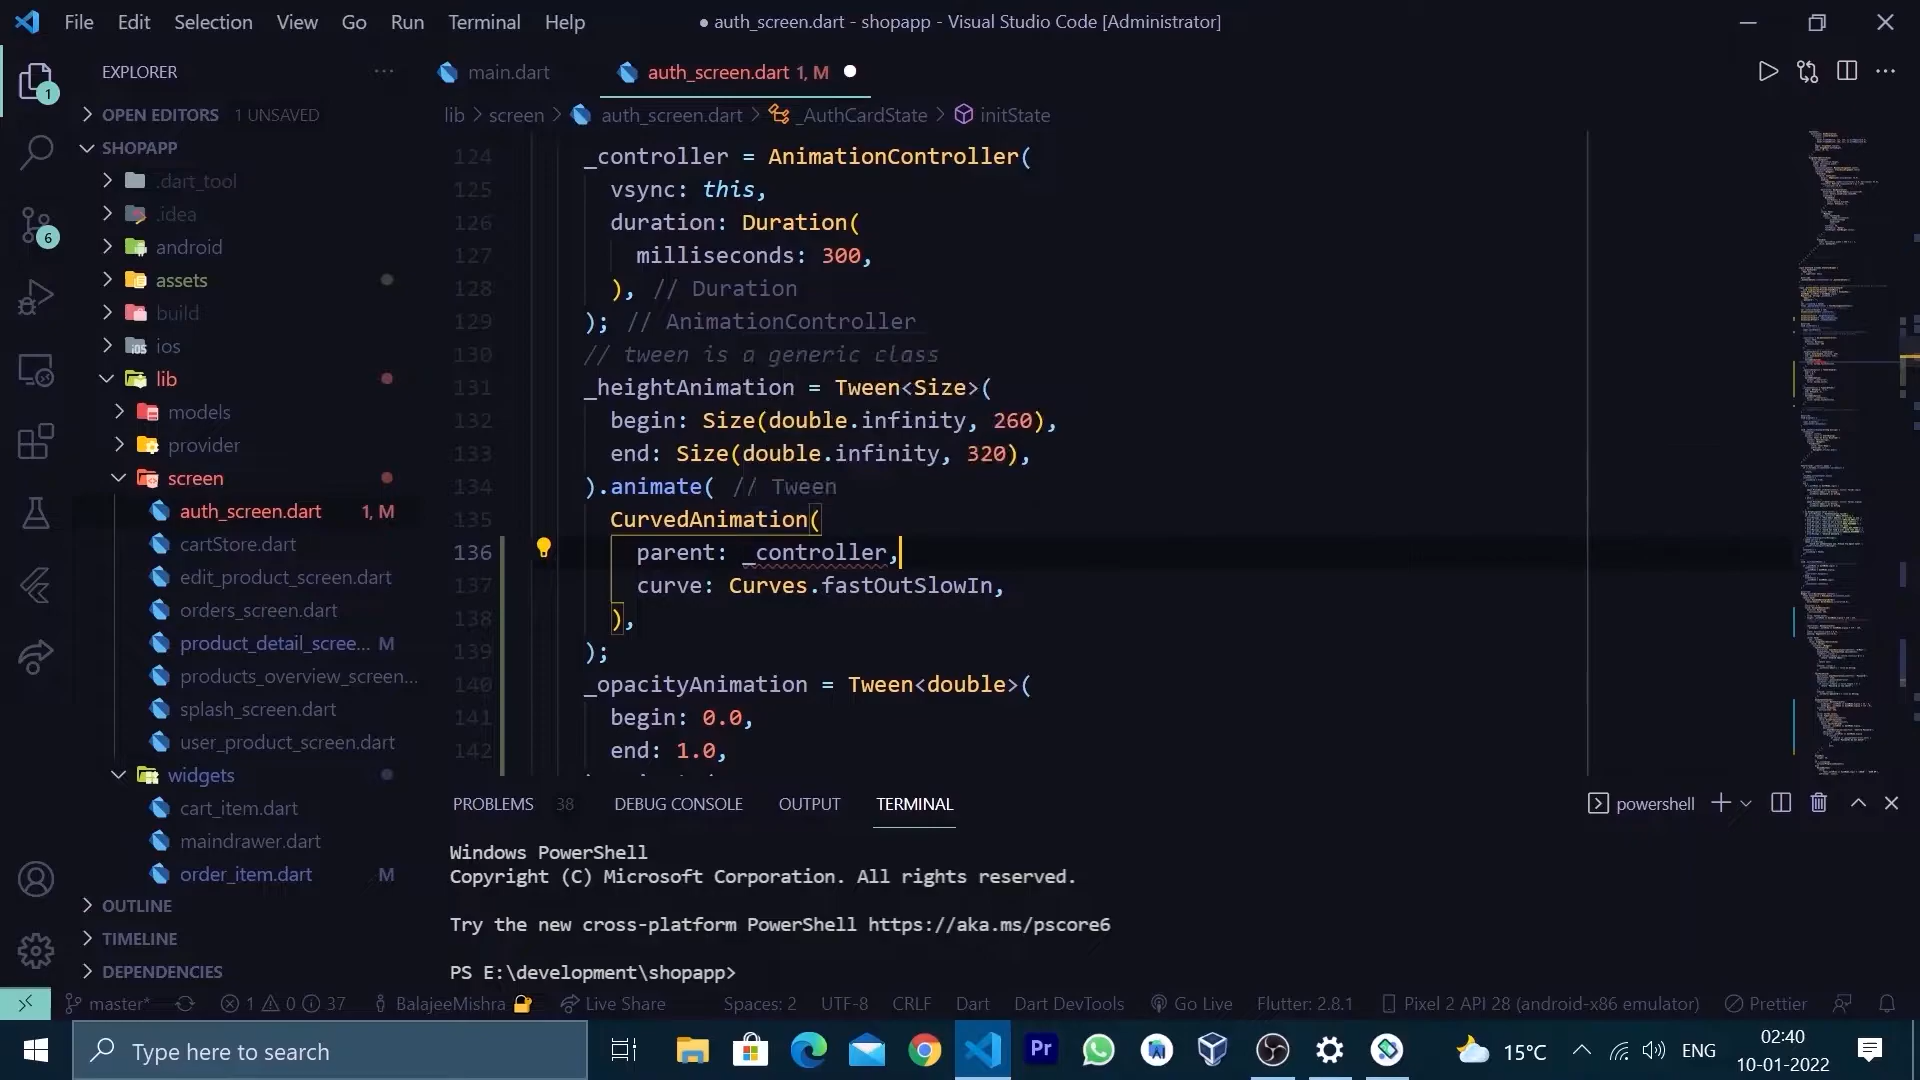 File Edit Selection View Go Run Terminal Help
● auth_screen.dart - shopapp - Visual Studio Code [Administrator]
EXPLORER
main.dart
auth_screen.dart 1, M
OPEN EDITORS 1 UNSAVED
lib > screen > auth_screen.dart > _AuthCardState > initState
SHOPAPP
.dart_tool
.idea
android
assets
build
ios
lib
models
provider
screen
auth_screen.dart 1, M
cartStore.dart
edit_product_screen.dart
orders_screen.dart
product_detail_scree... M
products_overview_screen...
splash_screen.dart
user_product_screen.dart
widgets
cart_item.dart
maindrawer.dart
order_item.dart M
OUTLINE
TIMELINE
DEPENDENCIES
1
6
124 _controller = AnimationController(
125 vsync: this,
126 duration: Duration(
127 milliseconds: 300,
128 ), // Duration
129 ); // AnimationController
130 // tween is a generic class
131 _heightAnimation = Tween<Size>(
132 begin: Size(double.infinity, 260),
133 end: Size(double.infinity, 320),
134 ).animate( // Tween
135 CurvedAnimation(
136 parent: _controller,
137 curve: Curves.fastOutSlowIn,
138 ),
139 );
140 _opacityAnimation = Tween<double>(
141 begin: 0.0,
142 end: 1.0,
PROBLEMS 38 DEBUG CONSOLE OUTPUT TERMINAL
powershell
Windows PowerShell
Copyright (C) Microsoft Corporation. All rights reserved.
Try the new cross-platform PowerShell https://aka.ms/pscore6
PS E:\development\shopapp>
master* 1 0 37 BalajeeMishra Live Share Spaces: 2 UTF-8 CRLF Dart Dart DevTools Go Live Flutter: 2.8.1 Pixel 2 API 28 (android-x86 emulator) Prettier
Type here to search
Pr
15°C
ENG
02:40
10-01-2022